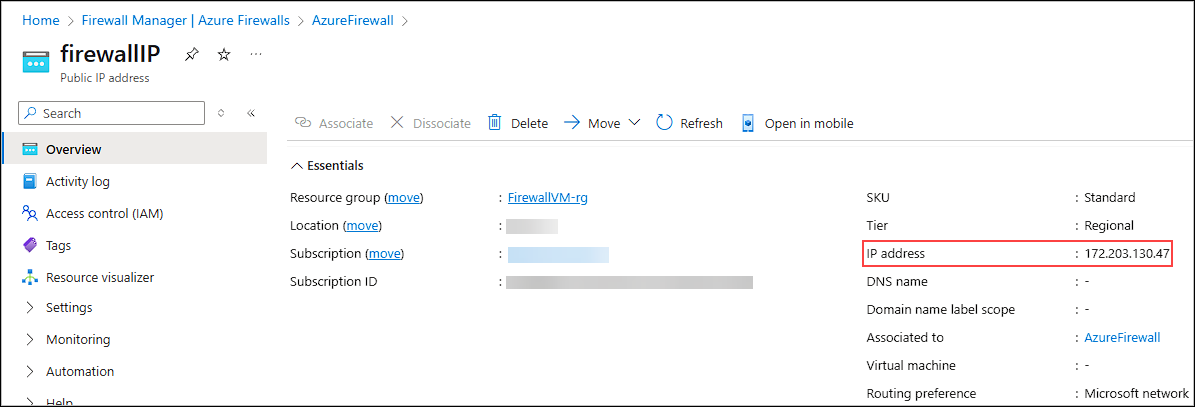 Home > Firewall Manager | Azure Firewalls > AzureFirewall >
firewallIP
Public IP address
Search
Associate Dissociate Delete Move Refresh Open in mobile
Overview
Activity log
Access control (IAM)
Tags
Resource visualizer
Settings
Monitoring
Automation
Help
Essentials
Resource group (move) : FirewallVM-rg
Location (move) :
Subscription (move) :
Subscription ID :
SKU : Standard
Tier : Regional
IP address : 172.203.130.47
DNS name : -
Domain name label scope : -
Associated to : AzureFirewall
Virtual machine : -
Routing preference : Microsoft network